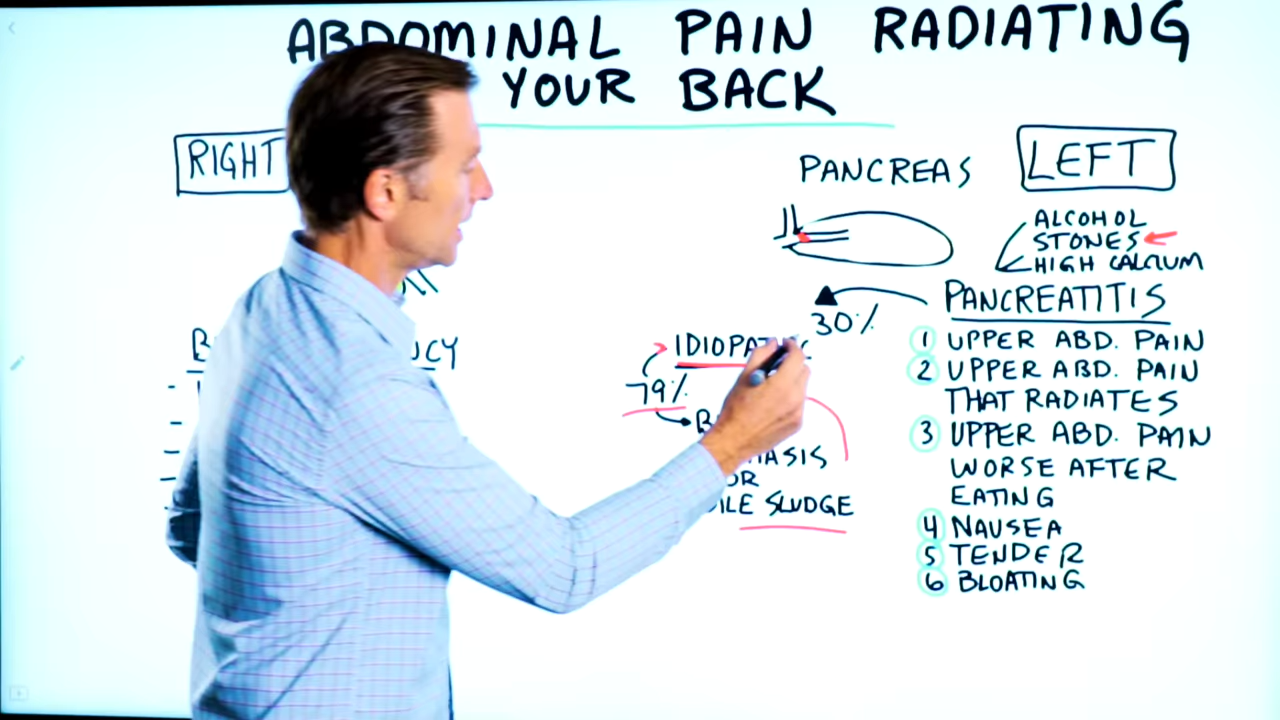 ABDOMINAL PAIN RADIATING
YOUR BACK
RIGHT
PANCREAS
LEFT
ALCOHOL
STONES
HIGH CALCIUM
PANCREATITIS
30%
79%
1 UPPER ABD. PAIN
2 UPPER ABD. PAIN
THAT RADIATES
3 UPPER ABD. PAIN
WORSE AFTER
EATING
4 NAUSEA
5 TENDER
6 BLOATING
OR
SLUDGE